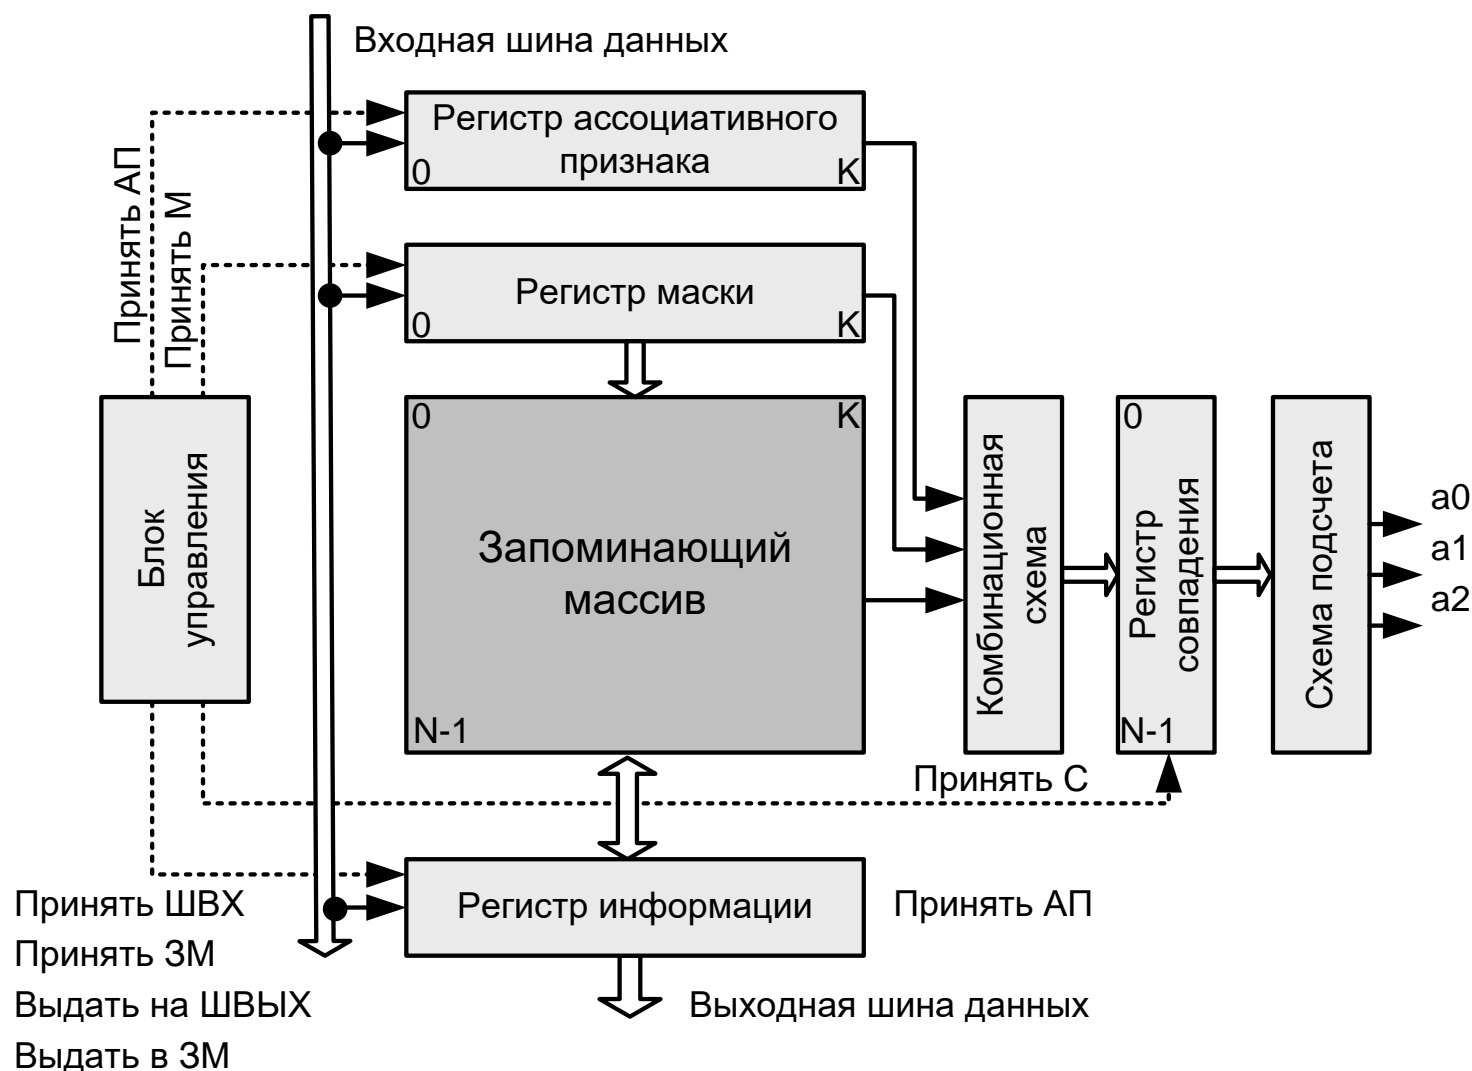 Входная шина данных
Регистр ассоциативного
признака
0
K
Принять АП
Принять М
Регистр маски
0
K
0
K
Запоминающий
массив
N-1
Блок
управления
Комбинационная
схема
0
Регистр
совпадения
N-1
Схема подсчета
a0
a1
a2
Принять С
Принять ШВХ
Принять ЗМ
Выдать на ШВЫХ
Выдать в ЗМ
Регистр информации
Принять АП
Выходная шина данных